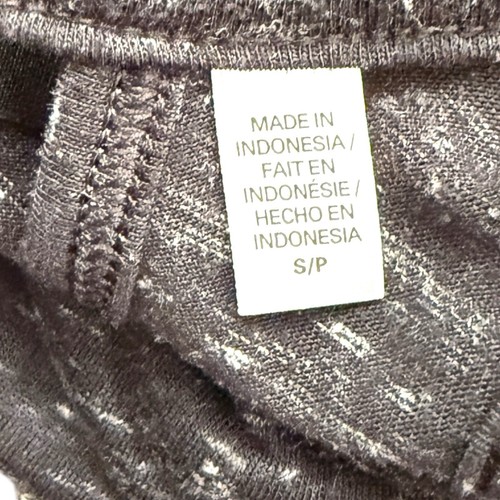 MADE IN
INDONESIA /
FAIT EN
INDONÉSIE /
HECHO EN
INDONESIA
S/P